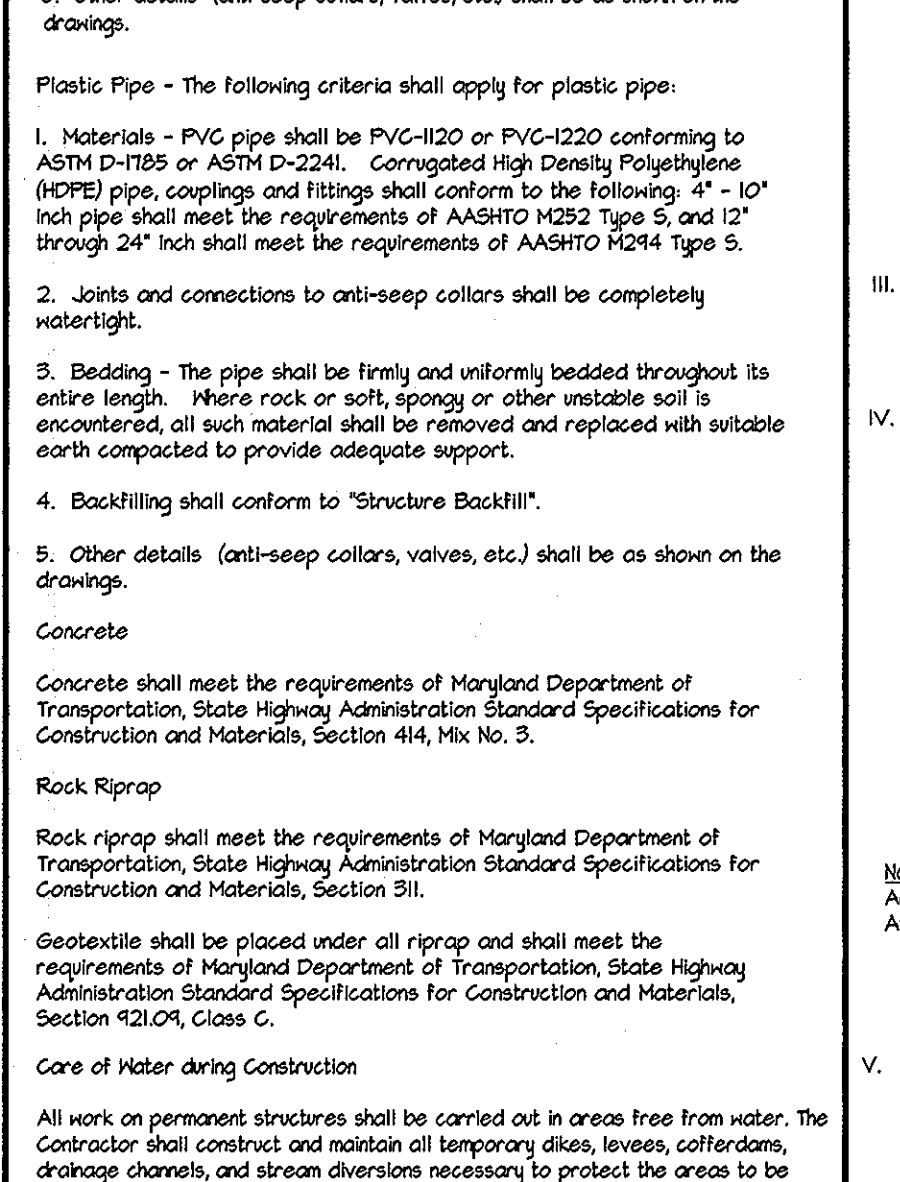 5. Other details (anti-seep collars, valves, etc.) shall be as shown on the
drawings.
Plastic Pipe - The following criteria shall apply for plastic pipe:
1. Materials - PVC pipe shall be PVC-1120 or PVC-1220 conforming to
ASTM D-1785 or ASTM D-2241. Corrugated High Density Polyethylene
(HDPE) pipe, couplings and fittings shall conform to the following: 4" - 10"
inch pipe shall meet the requirements of AASHTO M252 Type S, and 12"
through 24" inch shall meet the requirements of AASHTO M294 Type S.
2. Joints and connections to anti-seep collars shall be completely
watertight.
3. Bedding - The pipe shall be firmly and uniformly bedded throughout its
entire length. Where rock or soft, spongy or other unstable soil is
encountered, all such material shall be removed and replaced with suitable
earth compacted to provide adequate support.
4. Backfilling shall conform to "Structure Backfill".
5. Other details (anti-seep collars, valves, etc.) shall be as shown on the
drawings.
Concrete
Concrete shall meet the requirements of Maryland Department of
Transportation, State Highway Administration Standard Specifications for
Construction and Materials, Section 414, Mix No. 3.
Rock Riprap
Rock riprap shall meet the requirements of Maryland Department of
Transportation, State Highway Administration Standard Specifications for
Construction and Materials, Section 311.
Geotextile shall be placed under all riprap and shall meet the
requirements of Maryland Department of Transportation, State Highway
Administration Standard Specifications for Construction and Materials,
Section 921.09, Class C.
Care of Water during Construction
All work on permanent structures shall be carried out in areas free from water. The
Contractor shall construct and maintain all temporary dikes, levees, cofferdams,
drainage channels, and stream diversions necessary to protect the areas to be
III.
IV.
V.